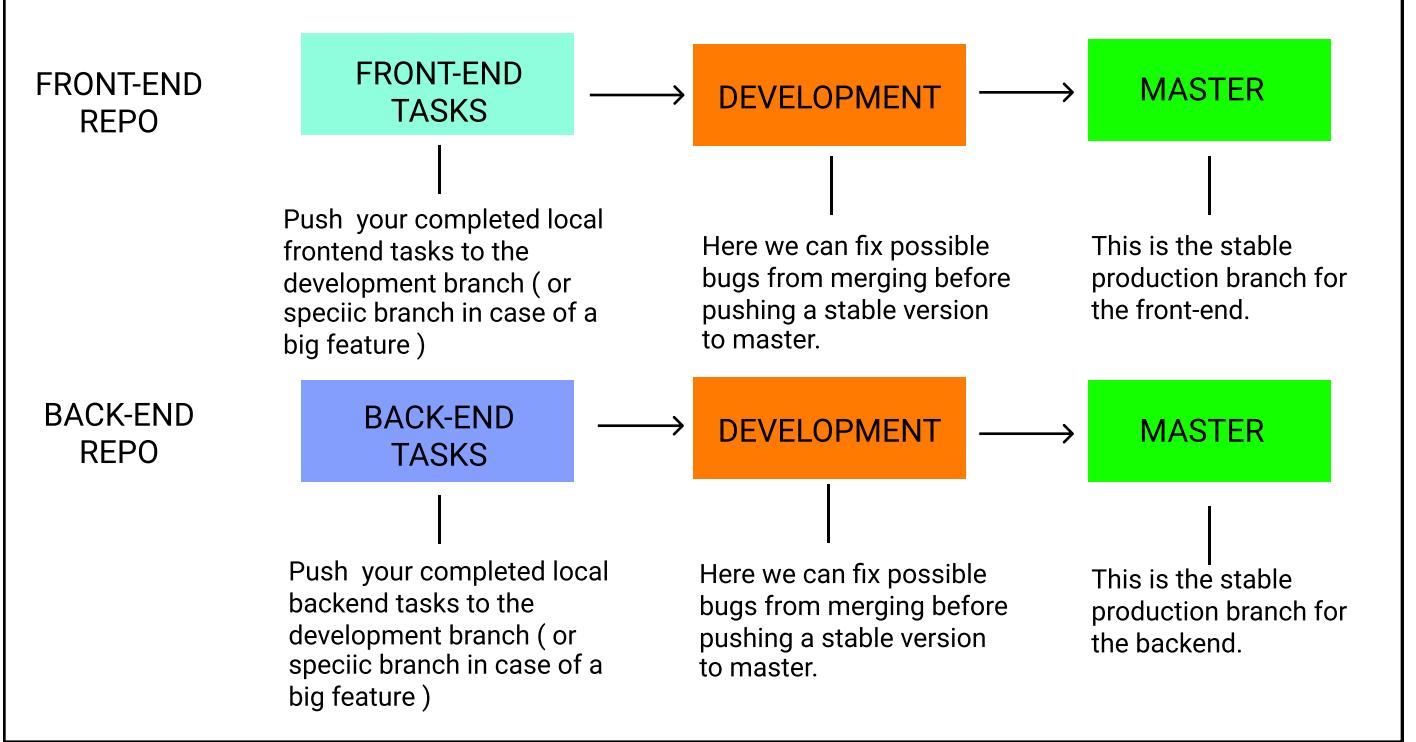 FRONT-END
REPO
FRONT-END
TASKS
DEVELOPMENT
MASTER
Push  your completed local
frontend tasks to the
development branch ( or
speciic branch in case of a
big feature )
Here we can fix possible
bugs from merging before
pushing a stable version
to master.
This is the stable
production branch for
the front-end.
BACK-END
REPO
BACK-END
TASKS
DEVELOPMENT
MASTER
Push  your completed local
backend tasks to the
development branch ( or
speciic branch in case of a
big feature )
Here we can fix possible
bugs from merging before
pushing a stable version
to master.
This is the stable
production branch for
the backend.